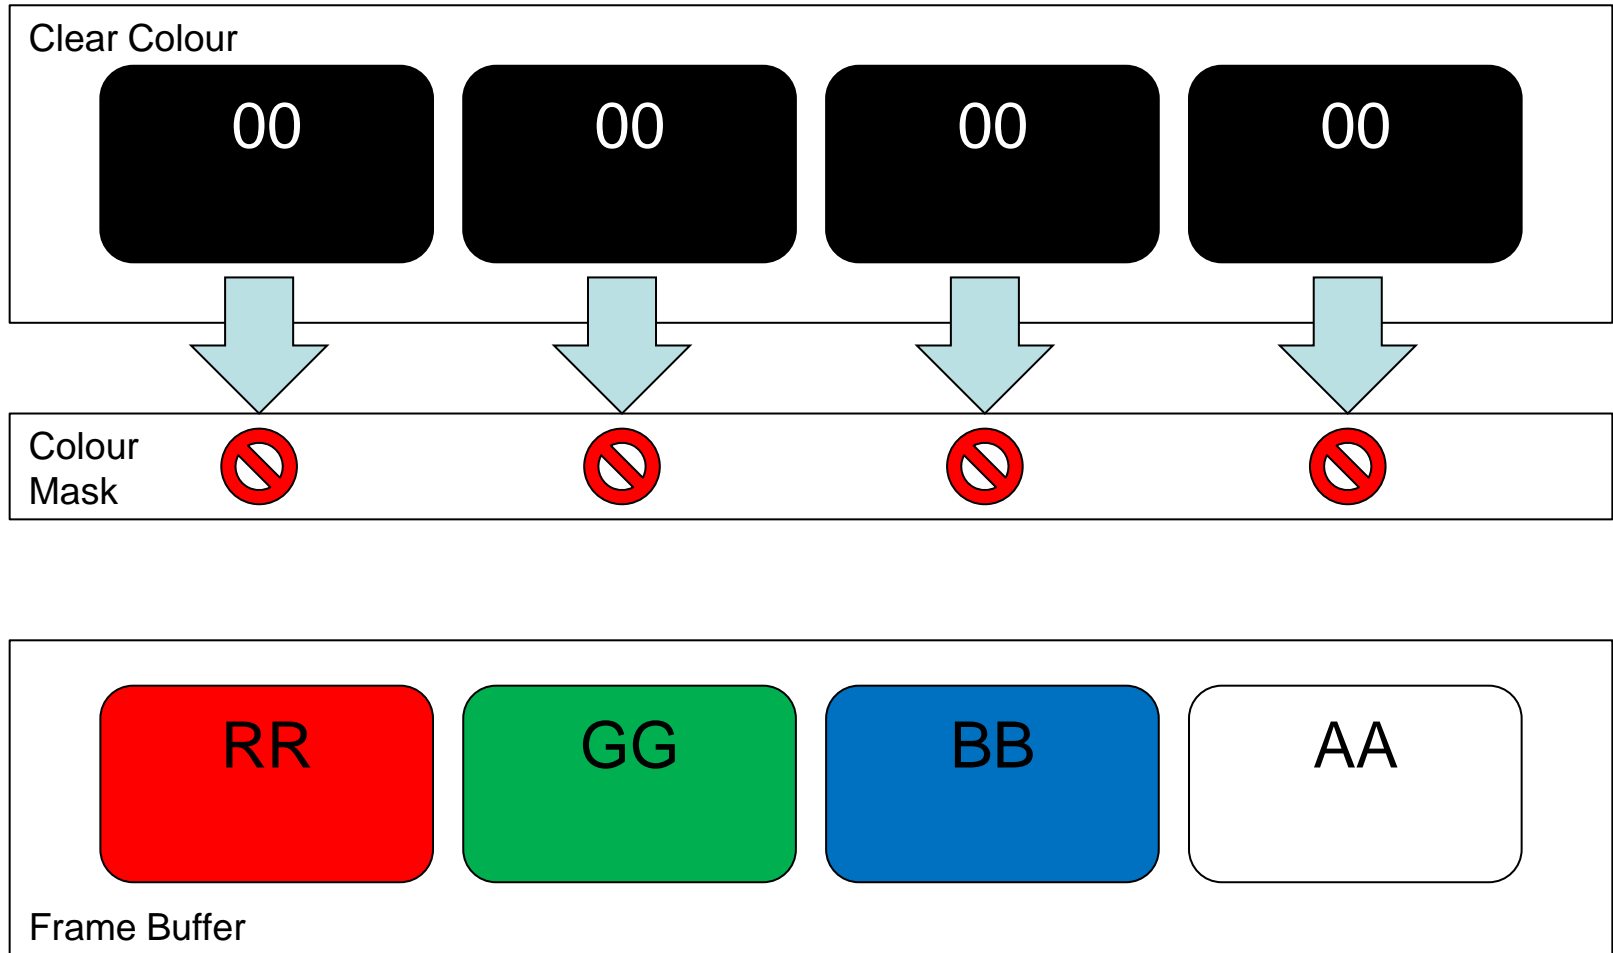 Clear Colour
00 00 00 00
Colour
Mask
RR GG BB AA
Frame Buffer